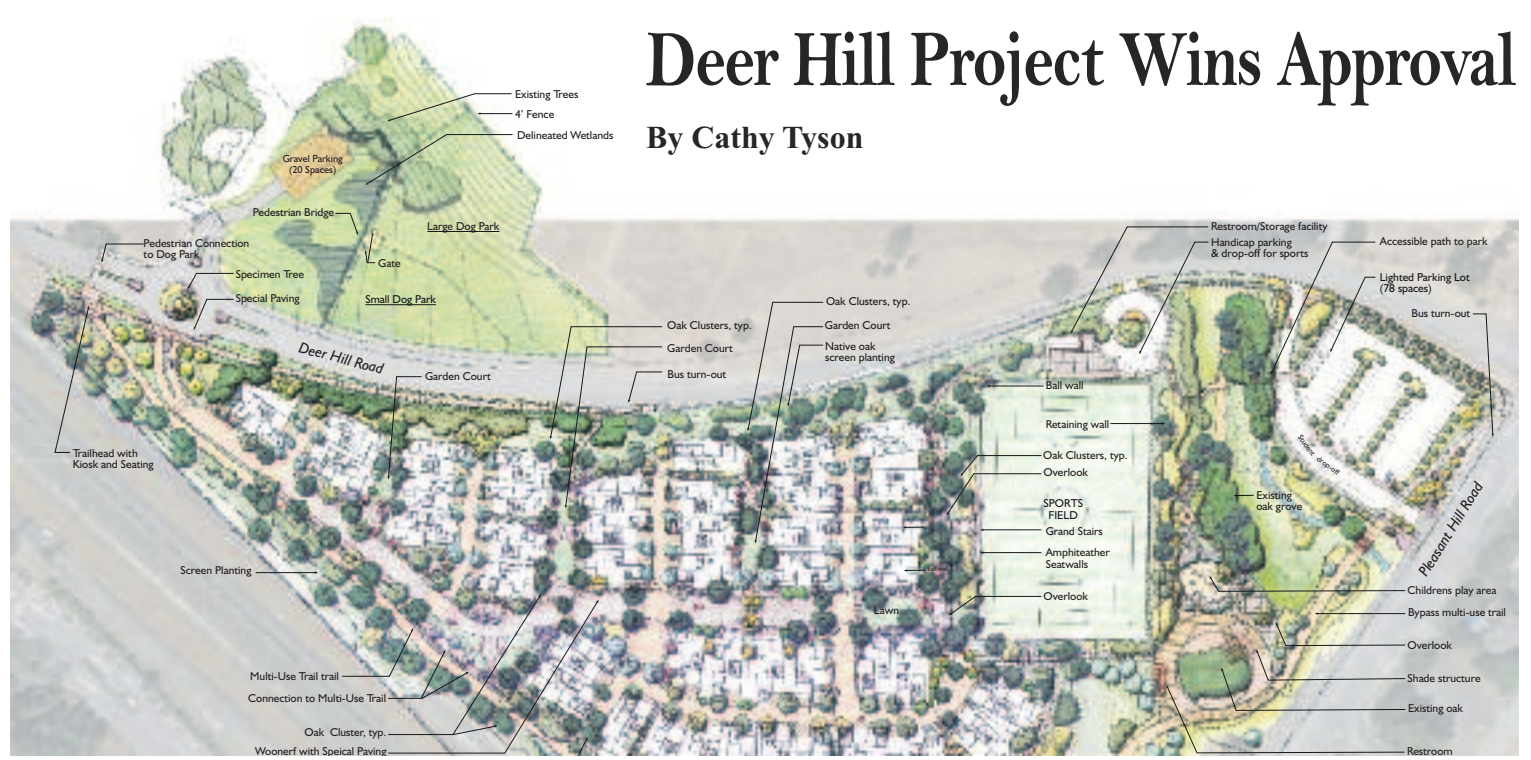 Deer Hill Project Wins Approval
By Cathy Tyson
Existing Trees
4' Fence
Delineated Wetlands
Gravel Parking
(20 Spaces)
Pedestrian Bridge
Large Dog Park
Gate
Small Dog Park
Pedestrian Connection
to Dog Park
Specimen Tree
Special Paving
Deer Hill Road
Garden Court
Oak Clusters, typ.
Garden Court
Bus turn-out
Oak Clusters, typ.
Garden Court
Native oak
screen planting
Restroom/Storage facility
Handicap parking
& drop-off for sports
Accessible path to park
Lighted Parking Lot
(78 spaces)
Bus turn-out
Ball wall
Retaining wall
Oak Clusters, typ.
Overlook
SPORTS
FIELD
Grand Stairs
Amphiteather
Seatwalls
Overlook
Lawn
Student drop-off
Existing
oak grove
Pleasant Hill Road
Childrens play area
Bypass multi-use trail
Overlook
Shade structure
Existing oak
Restroom
Trailhead with
Kiosk and Seating
Screen Planting
Multi-Use Trail trail
Connection to Multi-Use Trail
Oak Cluster, typ.
Woonerf with Speical Paving